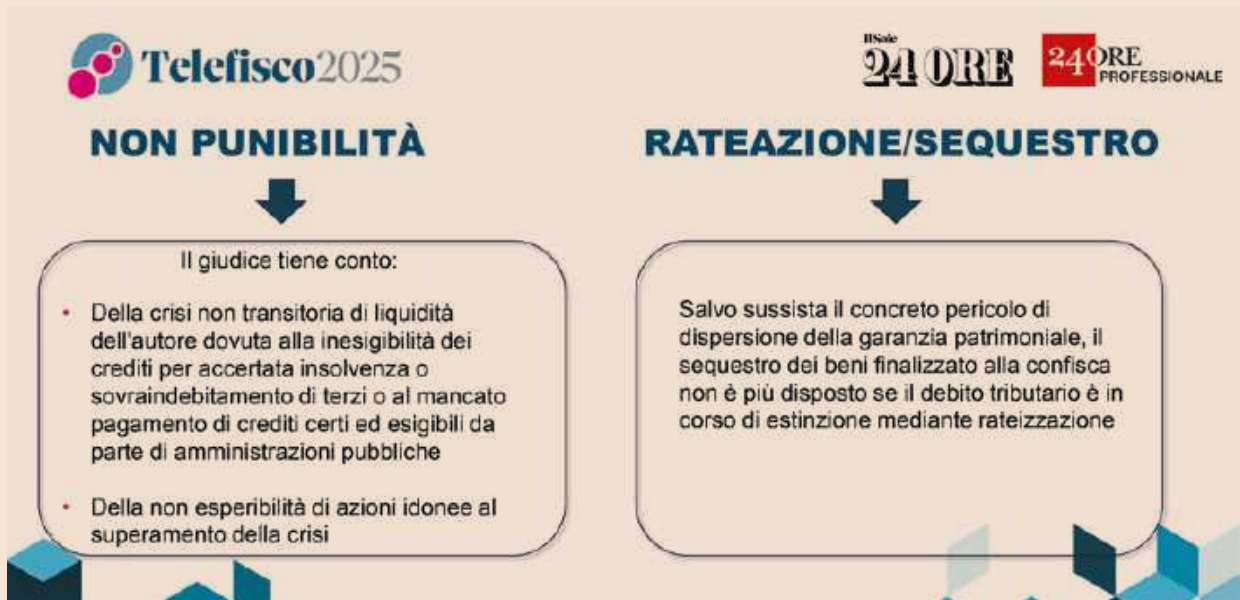 Telefisco2025
Il Sole
24 ORE
24 ORE
PROFESSIONALE
NON PUNIBILITÀ
Il giudice tiene conto:
• Della crisi non transitoria di liquidità
dell'autore dovuta alla inesigibilità dei
crediti per accertata insolvenza o
sovraindebitamento di terzi o al mancato
pagamento di crediti certi ed esigibili da
parte di amministrazioni pubbliche
• Della non esperibilità di azioni idonee al
superamento della crisi
RATEAZIONE/SEQUESTRO
Salvo sussista il concreto pericolo di
dispersione della garanzia patrimoniale, il
sequestro dei beni finalizzato alla confisca
non è più disposto se il debito tributario è in
corso di estinzione mediante rateizzazione